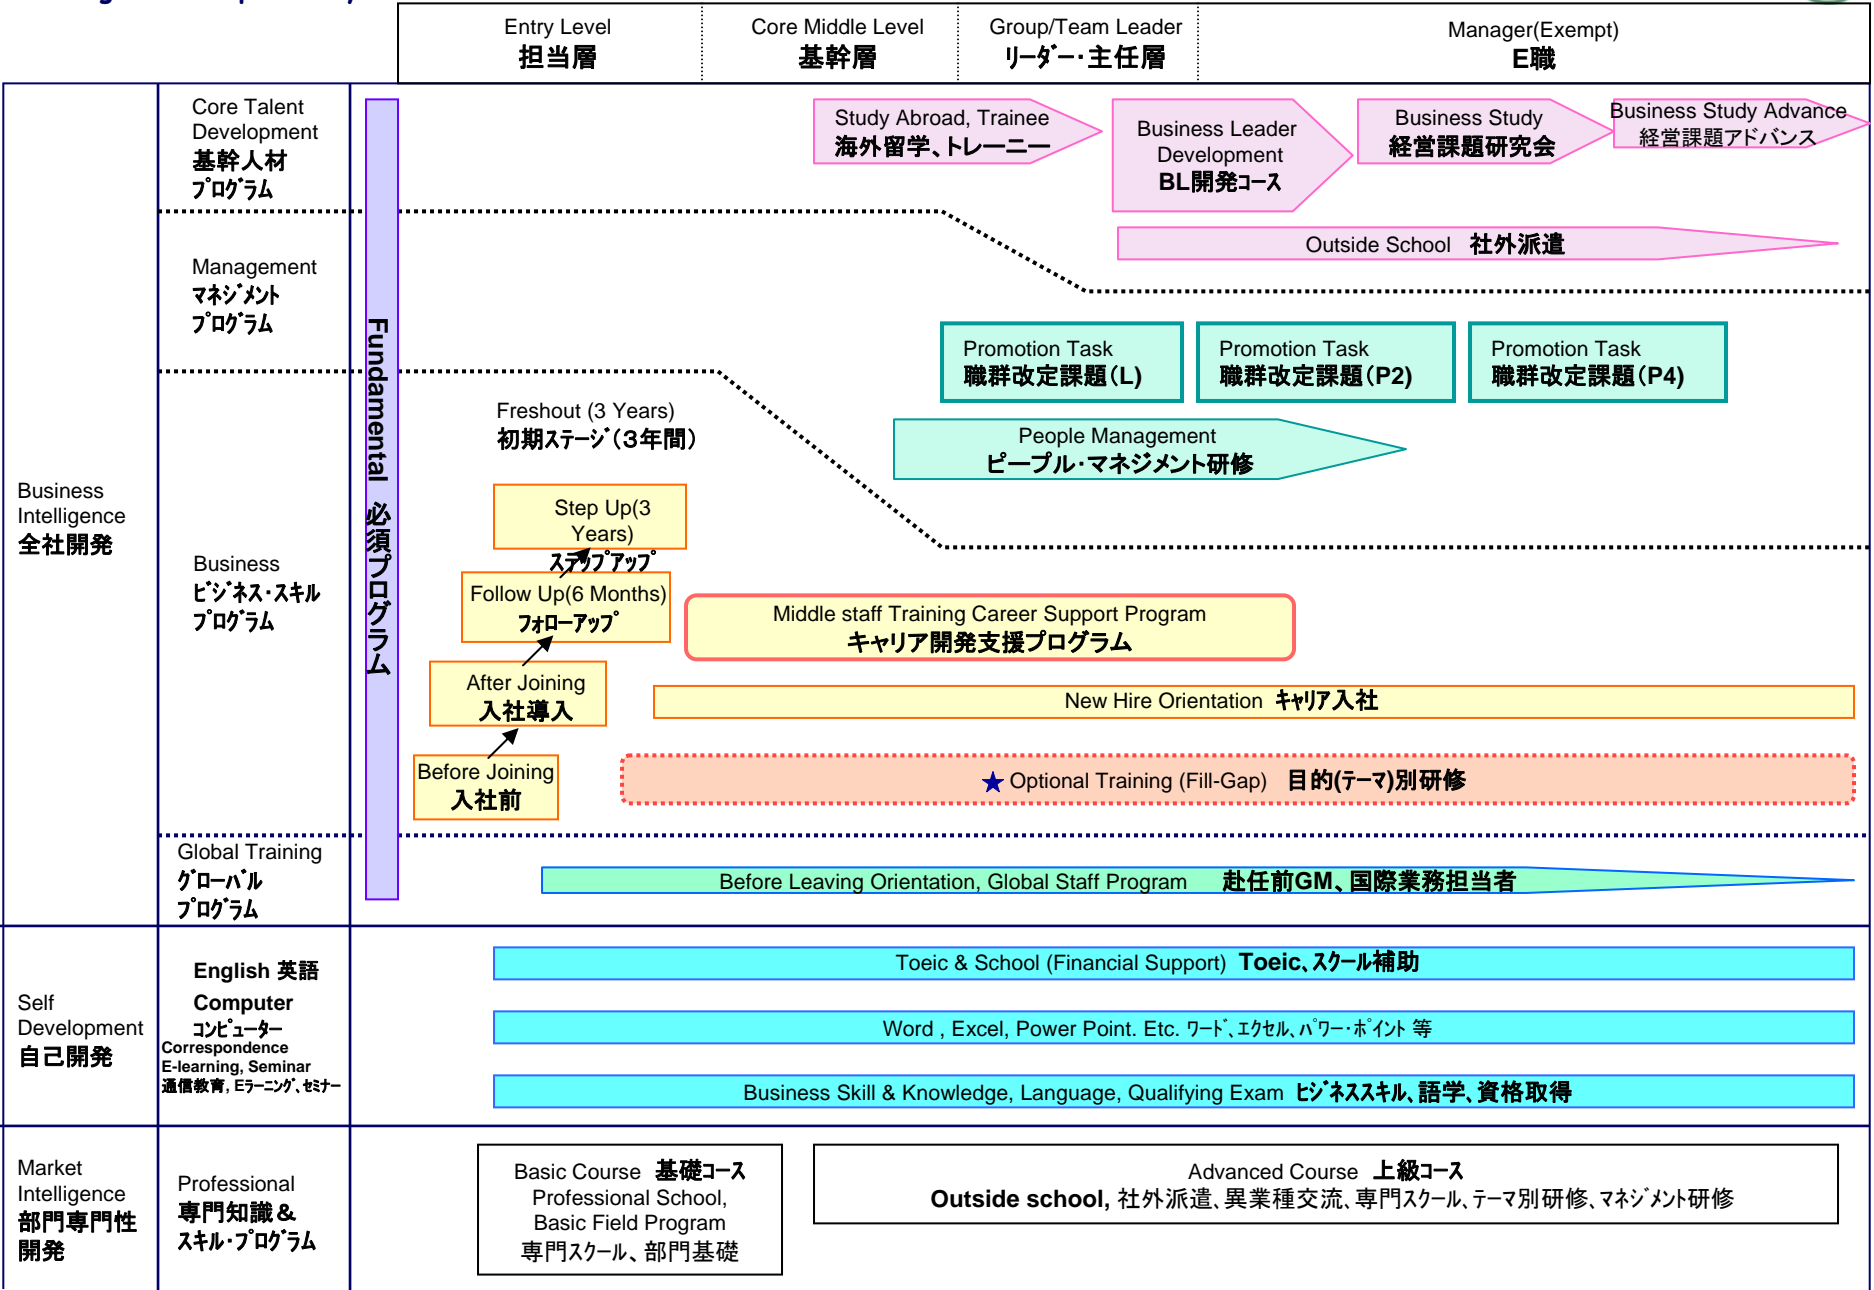 Entry Level
担当層
Core Middle Level
基幹層
Group/Team Leader
リーダー・主任層
Manager(Exempt)
E職
Business
Intelligence
全社開発
Core Talent
Development
基幹人材
プログラム
Management
マネジメント
プログラム
Business
ビジネス・スキル
プログラム
Global Training
グローバル
プログラム
Fundamental 必須プログラム
Study Abroad, Trainee
海外留学、トレーニー
Business Leader
Development
BL開発コース
Business Study
経営課題研究会
Business Study Advance
経営課題アドバンス
Outside School 社外派遣
Promotion Task
職群改定課題(L)
Promotion Task
職群改定課題(P2)
Promotion Task
職群改定課題(P4)
People Management
ピープル・マネジメント研修
Freshout (3 Years)
初期ステージ(３年間)
Step Up(3
Years)
ステップアップ
Follow Up(6 Months)
フォローアップ
After Joining
入社導入
Before Joining
入社前
Middle staff Training Career Support Program
キャリア開発支援プログラム
New Hire Orientation キャリア入社
★ Optional Training (Fill-Gap) 目的(テーマ)別研修
Before Leaving Orientation, Global Staff Program 赴任前GM、国際業務担当者
Self
Development
自己開発
English 英語
Computer
コンピューター
Correspondence
E-learning, Seminar
通信教育, Eラーニング、セミナー
Toeic & School (Financial Support) Toeic、スクール補助
Word , Excel, Power Point. Etc. ワード、エクセル、パワー・ポイント 等
Business Skill & Knowledge, Language, Qualifying Exam ビジネススキル、語学、資格取得
Market
Intelligence
部門専門性
開発
Professional
専門知識＆
スキル・プログラム
Basic Course 基礎コース
Professional School,
Basic Field Program
専門スクール、部門基礎
Advanced Course 上級コース
Outside school, 社外派遣、異業種交流、専門スクール、テーマ別研修、マネジメント研修